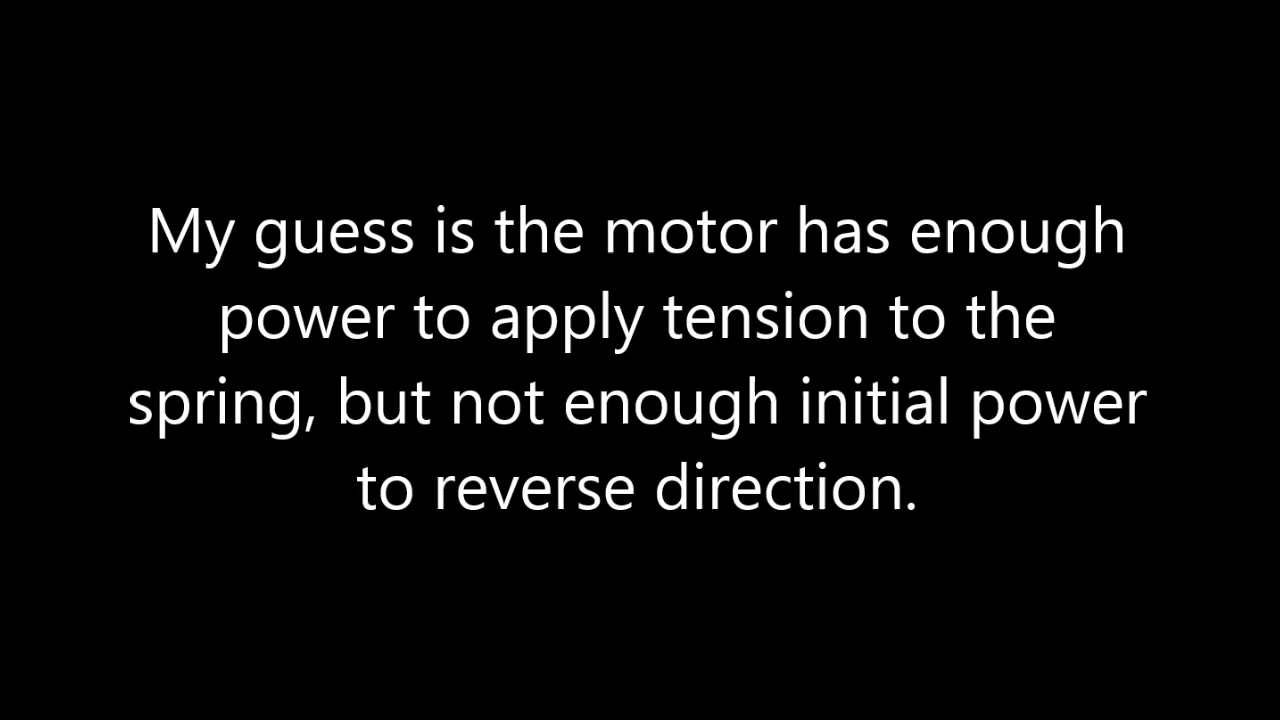 My guess is the motor has enough
power to apply tension to the
spring, but not enough initial power
to reverse direction.